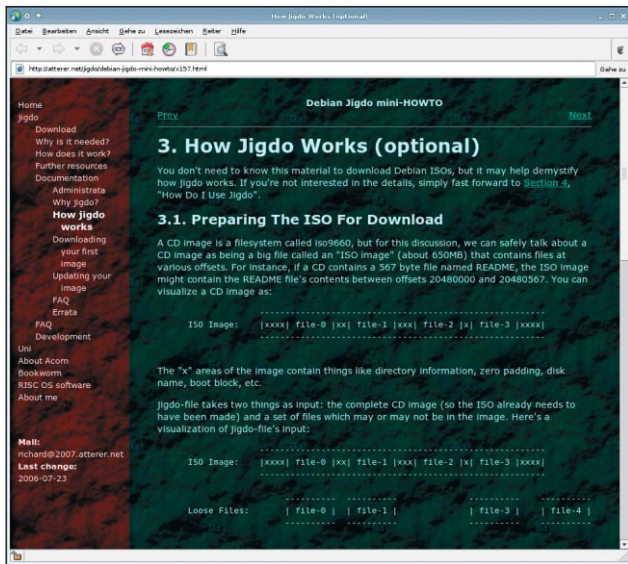 How Jigdo Works (optional)
Datei Bearbeiten Ansicht Gehe zu Lesezeichen Reiter Hilfe
http://atterer.net/jigdo/debian-jigdo-mini-howto/x157.html
Gehe zu
Home
jigdo
Download
Why is it needed?
How does it work?
Further resources
Documentation
Administrata
Why jigdo?
How jigdo
works
Downloading
your first
image
Updating your
image
FAQ
Errata
FAQ
Development
Uni
About Acorn
Bookworm
RISC OS software
About me
Mail:
richard@2007.atterer.net
Last change:
2006-07-23
Debian Jigdo mini-HOWTO
Prev Next
3. How Jigdo Works (optional)
You don't need to know this material to download Debian ISOs, but it may help demystify
how jigdo works. If you're not interested in the details, simply fast forward to Section 4,
"How Do I Use Jigdo".
3.1. Preparing The ISO For Download
A CD image is a filesystem called iso9660, but for this discussion, we can safely talk about a
CD image as being a big file called an "ISO image" (about 650MB) that contains files at
various offsets. For instance, if a CD contains a 567 byte file named README, the ISO image
might contain the README file's contents between offsets 20480000 and 20480567. You can
visualize a CD image as:
ISO Image: |xxxx| file-0 |xx| file-1 |xxx| file-2 |x| file-3 |xxxx|
The "x" areas of the image contain things like directory information, zero padding, disk
name, boot block, etc.
jigdo-file takes two things as input: the complete CD image (so the ISO already needs to
have been made) and a set of files which may or may not be in the image. Here's a
visualization of jigdo-file's input:
ISO Image: |xxxx| file-0 |xx| file-1 |xxx| file-2 |x| file-3 |xxxx|
Loose Files: | file-0 | | file-1 | | file-3 | | file-4 |